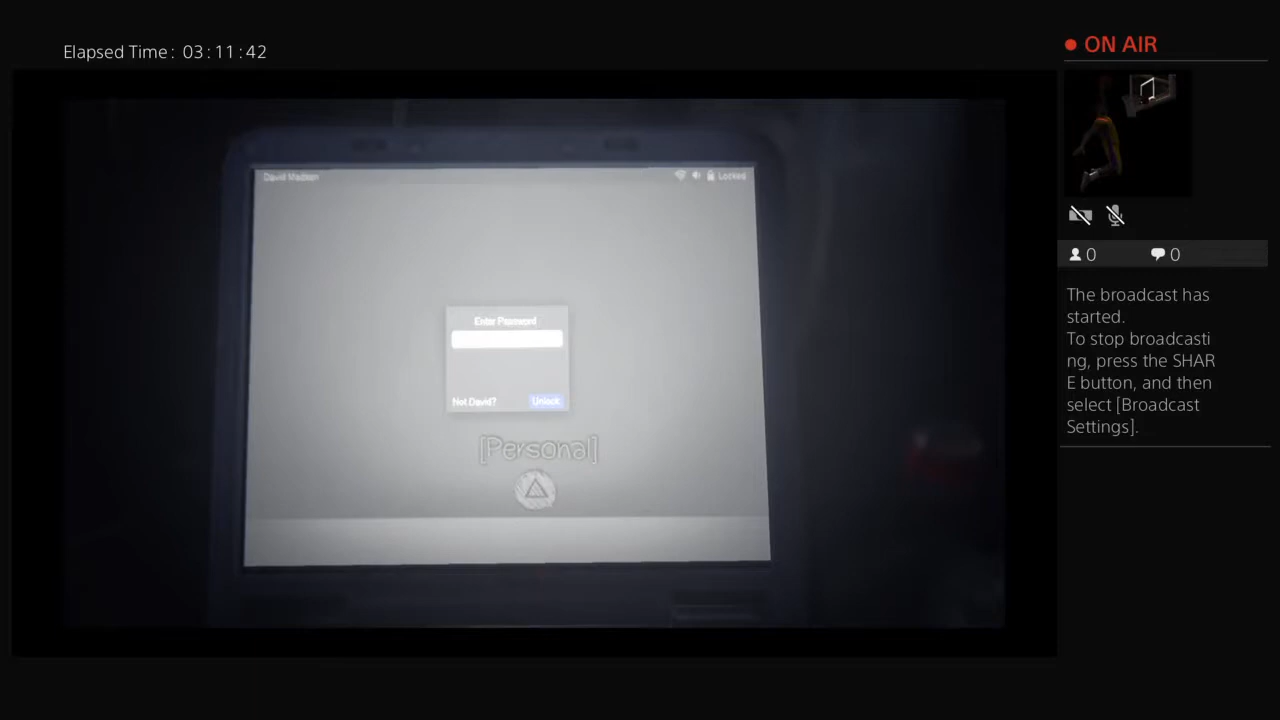 Elapsed Time: 03:11:42
ON AIR
David Madsen
Locked
Enter Password
Not David?
Unlock
[Personal]
0
0
The broadcast has
started.
To stop broadcasti
ng, press the SHAR
E button, and then
select [Broadcast
Settings].